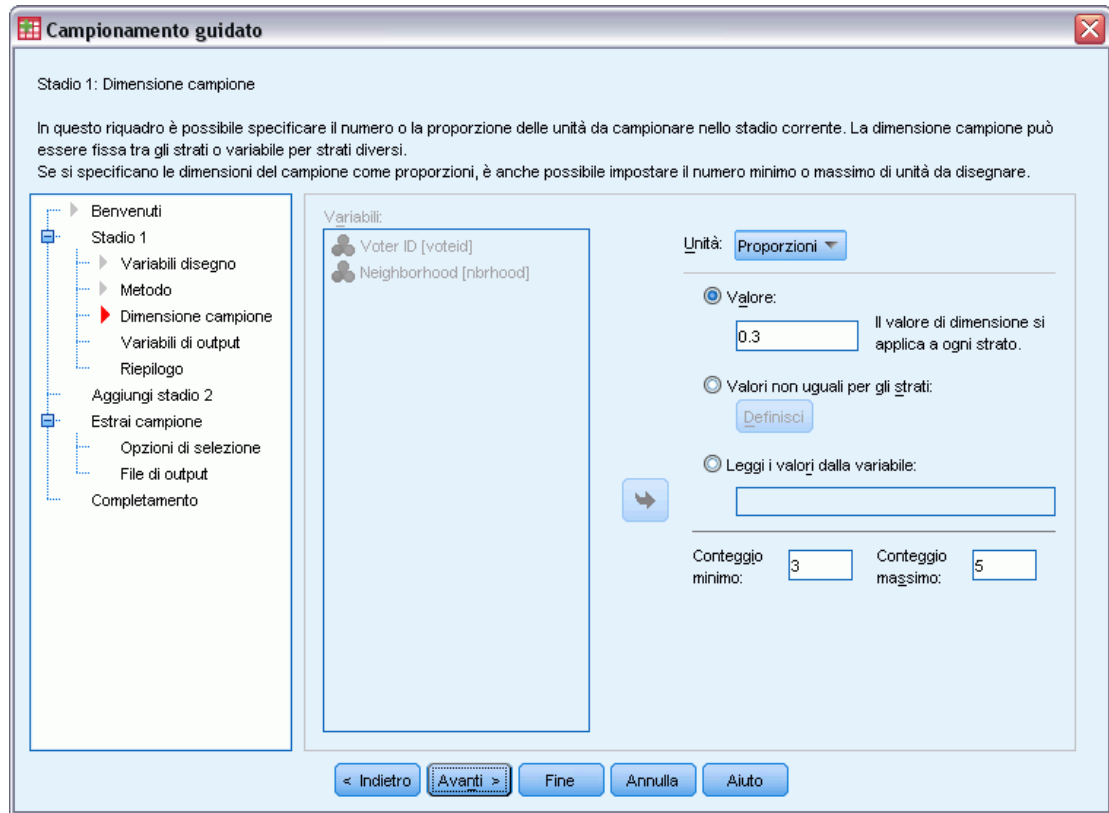 Campionamento guidato
Stadio 1: Dimensione campione
In questo riquadro è possibile specificare il numero o la proporzione delle unità da campionare nello stadio corrente. La dimensione campione può
essere fissa tra gli strati o variabile per strati diversi.
Se si specificano le dimensioni del campione come proporzioni, è anche possibile impostare il numero minimo o massimo di unità da disegnare.
Benvenuti
Stadio 1
Variabili disegno
Metodo
Dimensione campione
Variabili di output
Riepilogo
Aggiungi stadio 2
Estrai campione
Opzioni di selezione
File di output
Completamento
Variabili:
Voter ID [voteid]
Neighborhood [nbrhood]
Unità: Proporzioni
Valore:
0.3
Il valore di dimensione si
applica a ogni strato.
Valori non uguali per gli strati:
Definisci
Leggi i valori dalla variabile:
Conteggio
minimo:
3
Conteggio
massimo:
5
< Indietro
Avanti >
Fine
Annulla
Aiuto